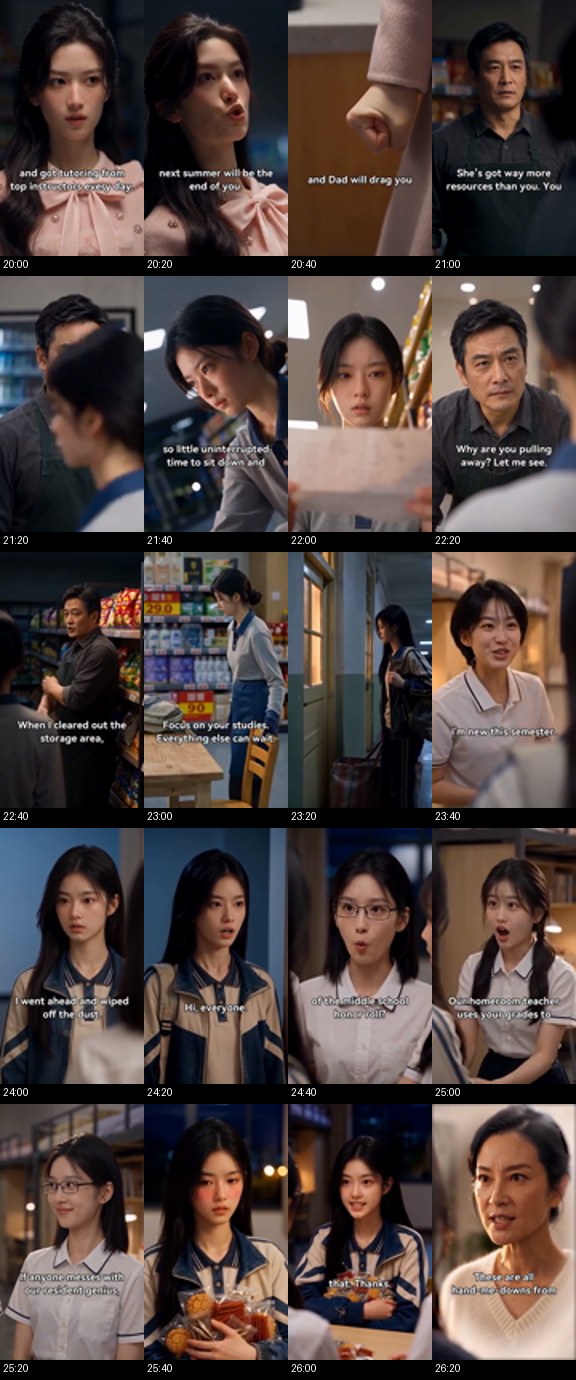 and got tutoring from
top instructors every day.
20:00
next summer will be the
end of you
20:20
and Dad will drag you
20:40
She's got way more
resources than you. You
21:00
21:20
so little uninterrupted
time to sit down and
21:40
22:00
Why are you pulling
away? Let me see.
22:20
When I cleared out the
storage area,
22:40
29.0
90
Focus on your studies.
Everything else can wait.
23:00
23:20
I'm new this semester.
23:40
I went ahead and wiped
off the dust.
24:00
Hi, everyone
24:20
of the middle school
honor roll?
24:40
Our homeroom teacher
uses your grades to
25:00
If anyone messes with
our resident genius,
25:20
25:40
that. Thanks.
26:00
These are all
hand-me-downs from
26:20